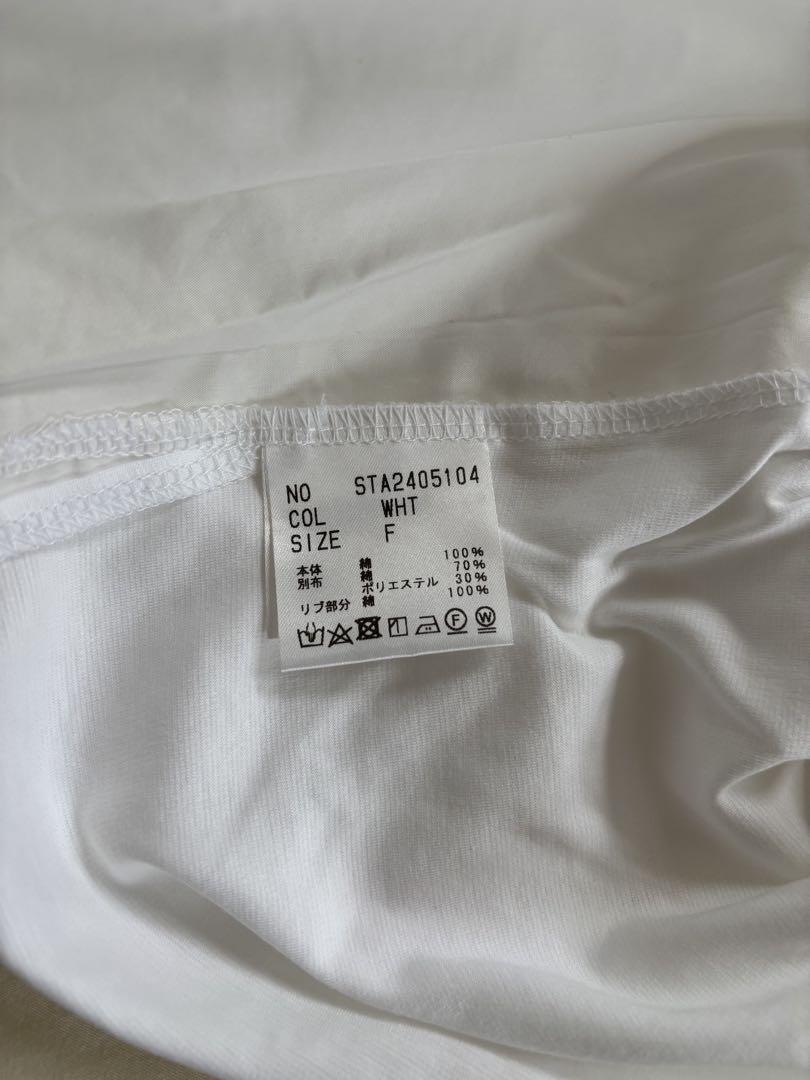 NO STA2405104
COL WHT
SIZE F
本体 綿 100%
別布 綿 70%
ポリエステル 30%
リブ部分 綿 100%
F W